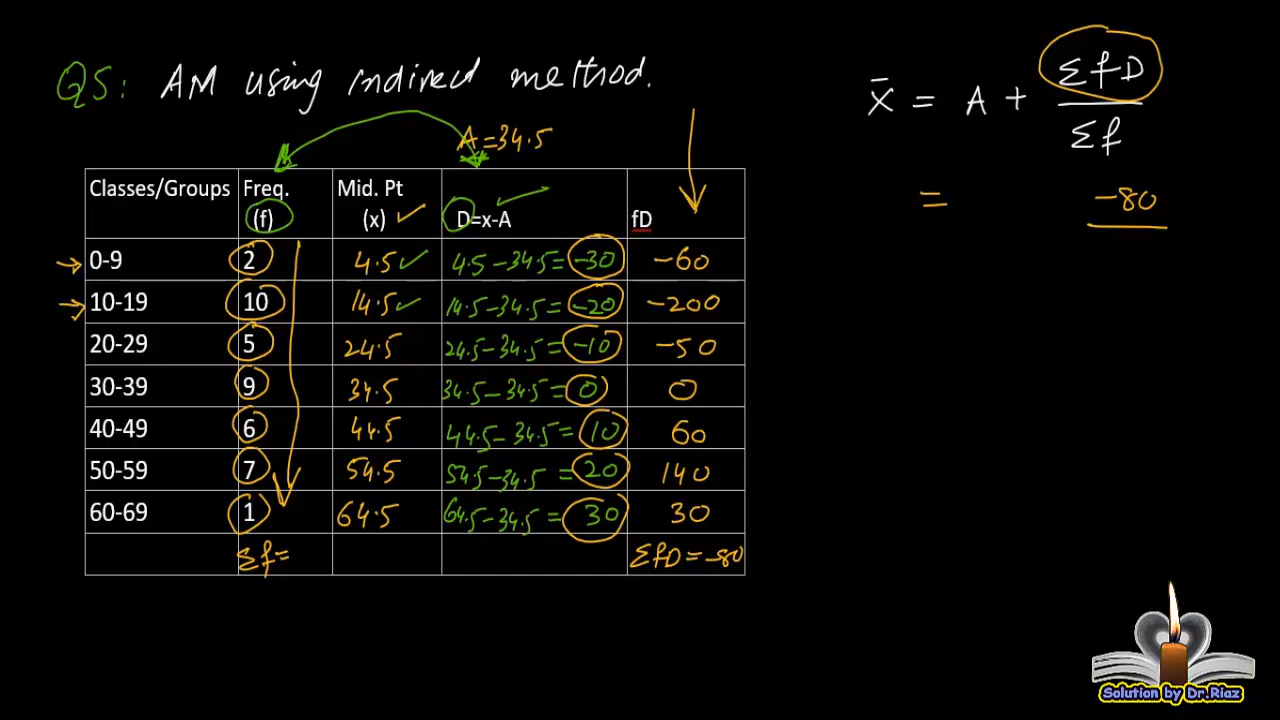 Q5: AM using indirect method.
A=34.5
Classes/Groups Freq. (f) Mid. Pt (x) D=x-A fD
0-9 2 4.5 4.5-34.5= -30 -60
10-19 10 14.5 14.5-34.5= -20 -200
20-29 5 24.5 24.5-34.5= -10 -50
30-39 9 34.5 34.5-34.5= 0 0
40-49 6 44.5 44.5-34.5= 10 60
50-59 7 54.5 54.5-34.5= 20 140
60-69 1 64.5 64.5-34.5= 30 30
Σf= ΣfD=-80
X̄ = A + ΣfD
Σf
= -80
Solution by Dr.Riaz